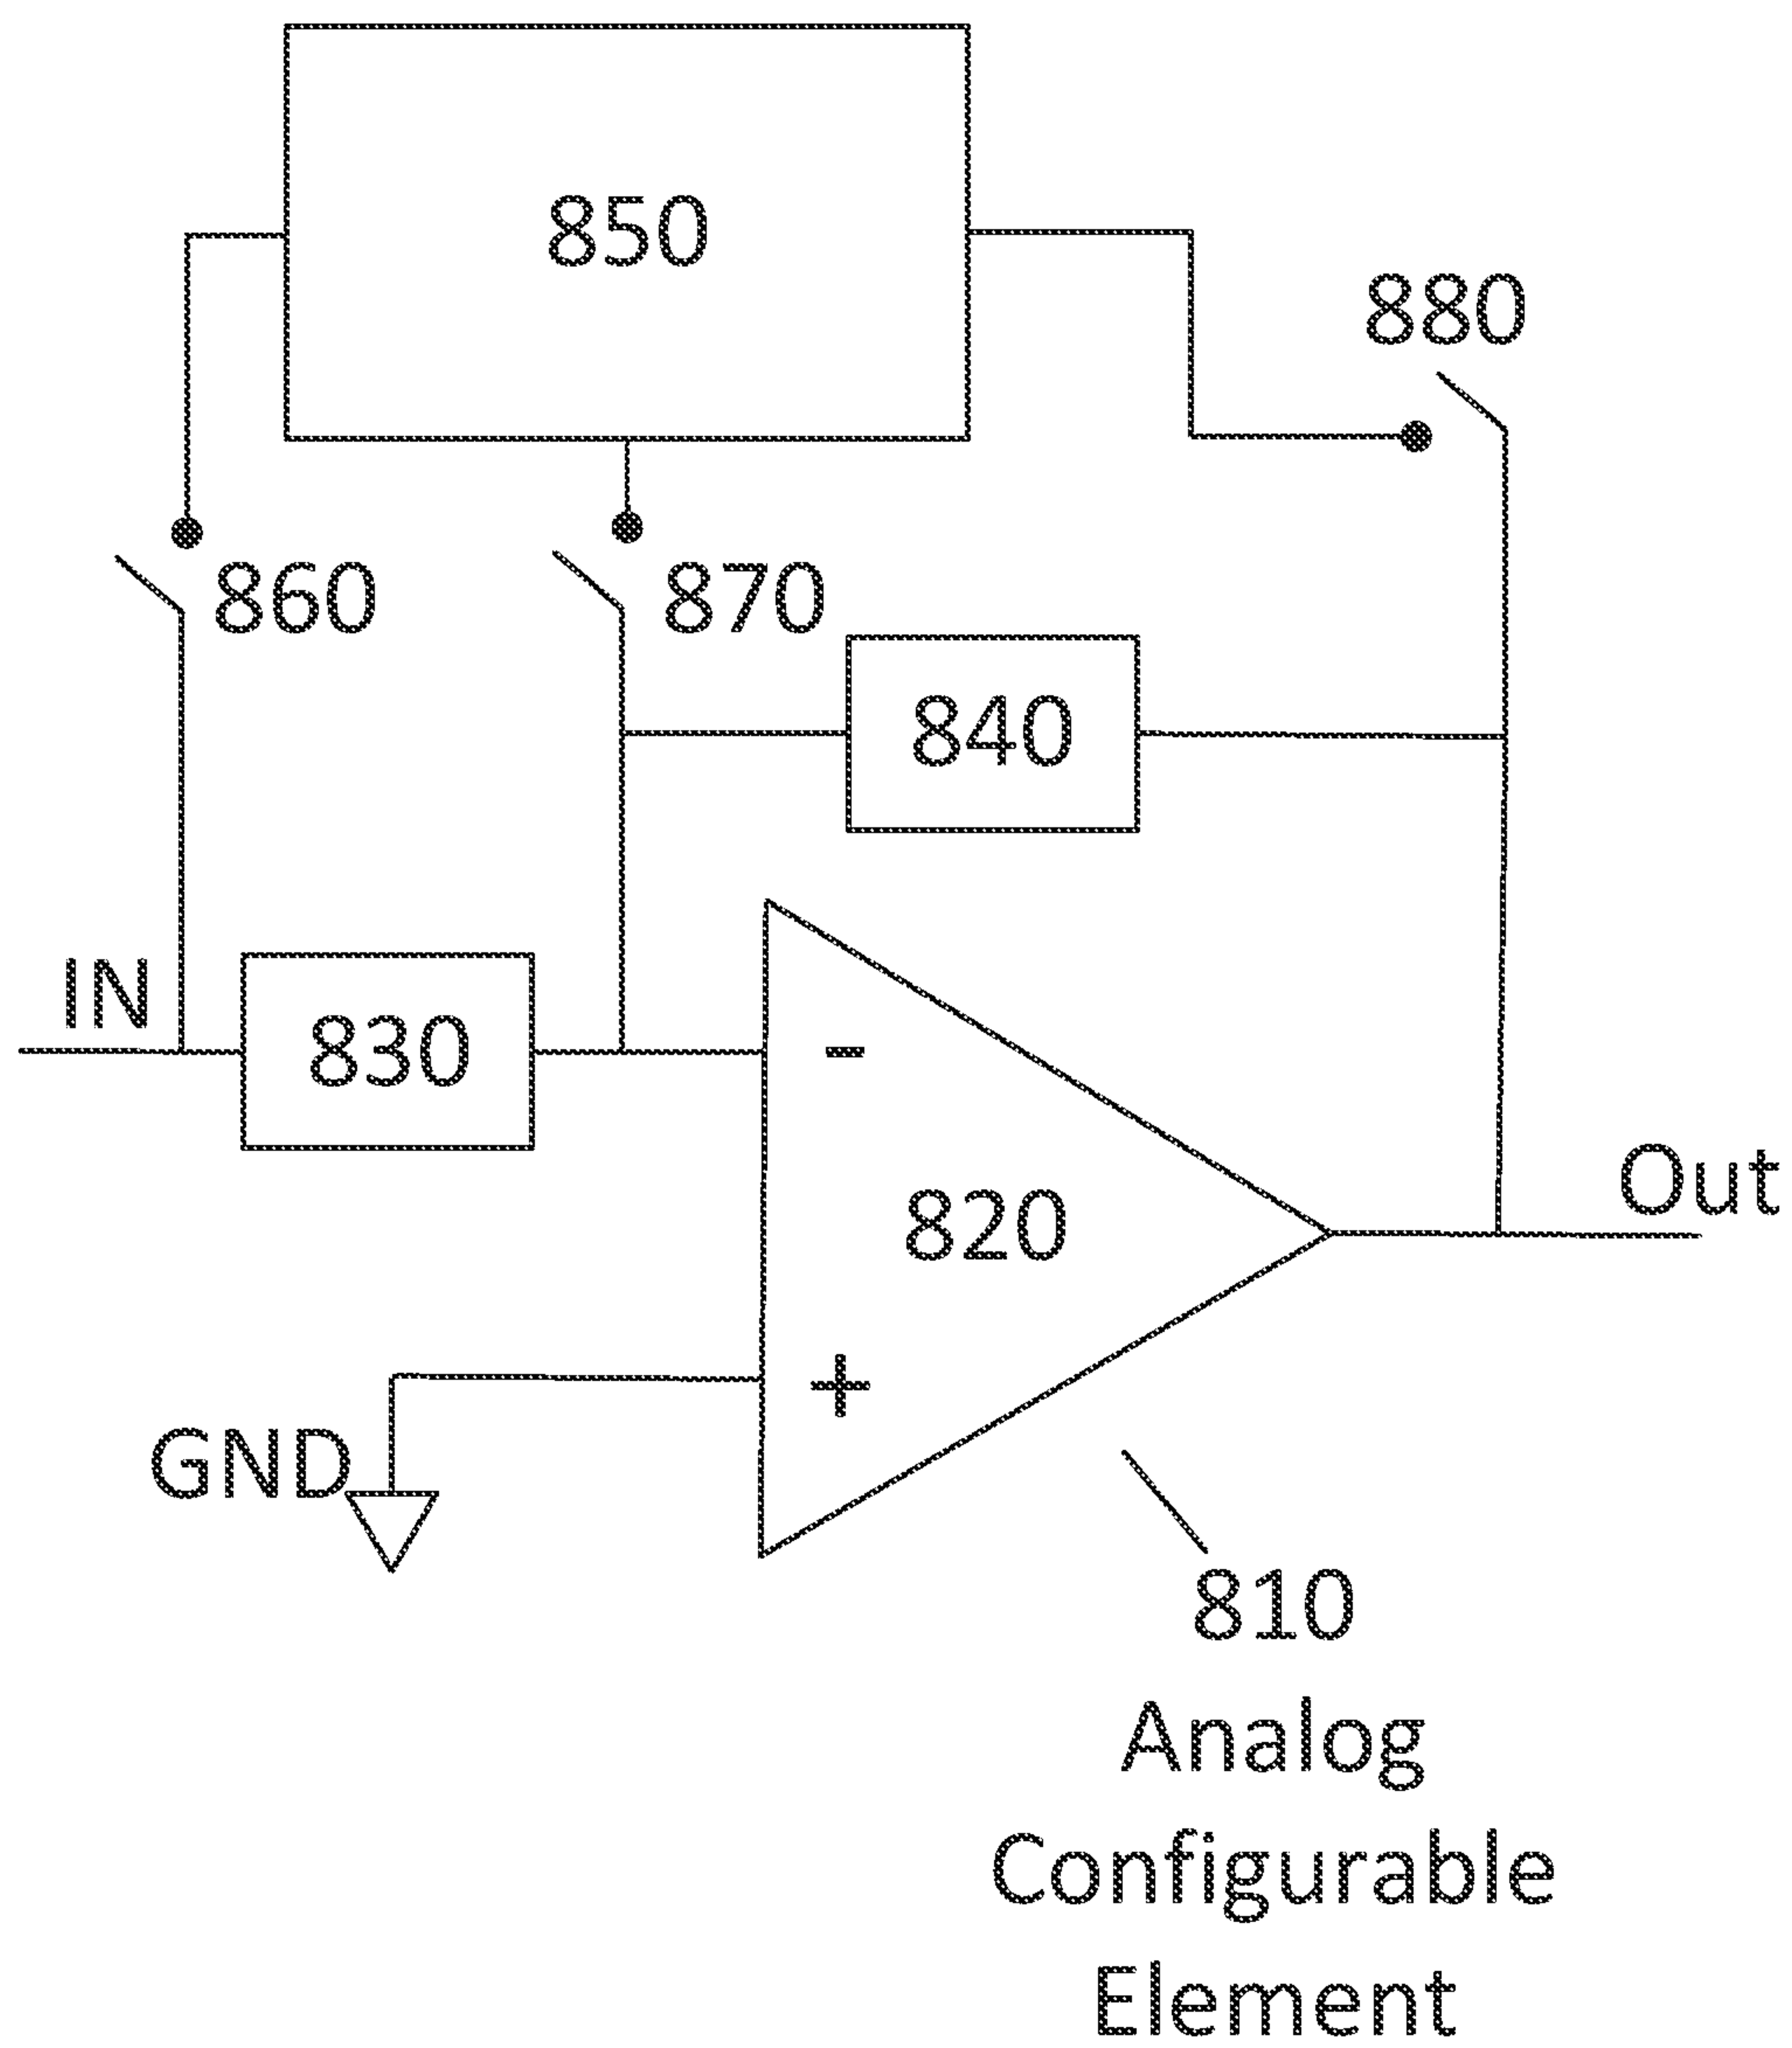 850
880
860
870
840
IN
830
-
820
Out
+
GND
810
Analog
Configurable
Element